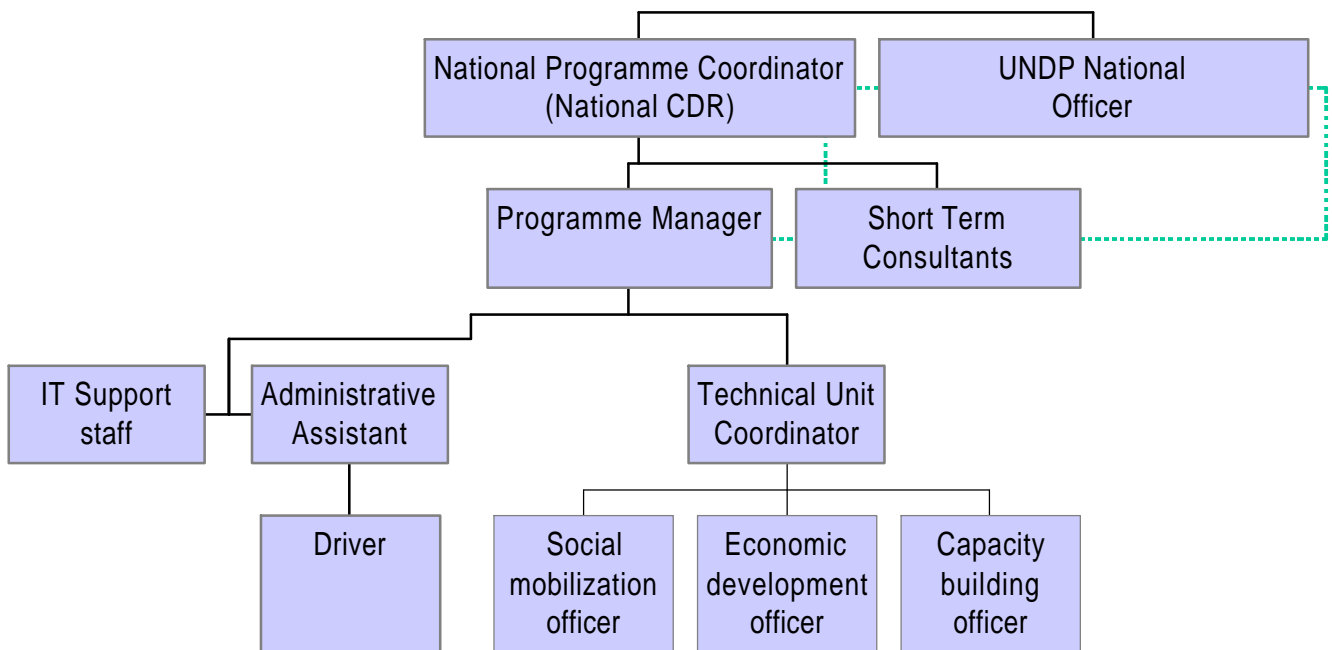 National Programme Coordinator
(National CDR)
UNDP National
Officer
Programme Manager
Short Term
Consultants
IT Support
staff
Administrative
Assistant
Technical Unit
Coordinator
Driver
Social
mobilization
officer
Economic
development
officer
Capacity
building
officer